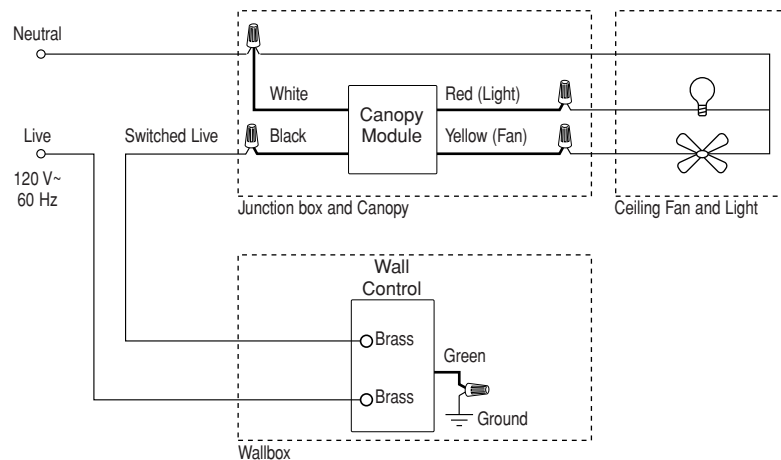 Neutral
White
Red (Light)
Canopy
Module
Live
Switched Live
Black
Yellow (Fan)
120 V~
60 Hz
Junction box and Canopy
Ceiling Fan and Light
Wall
Control
Brass
Green
Brass
Ground
Wallbox